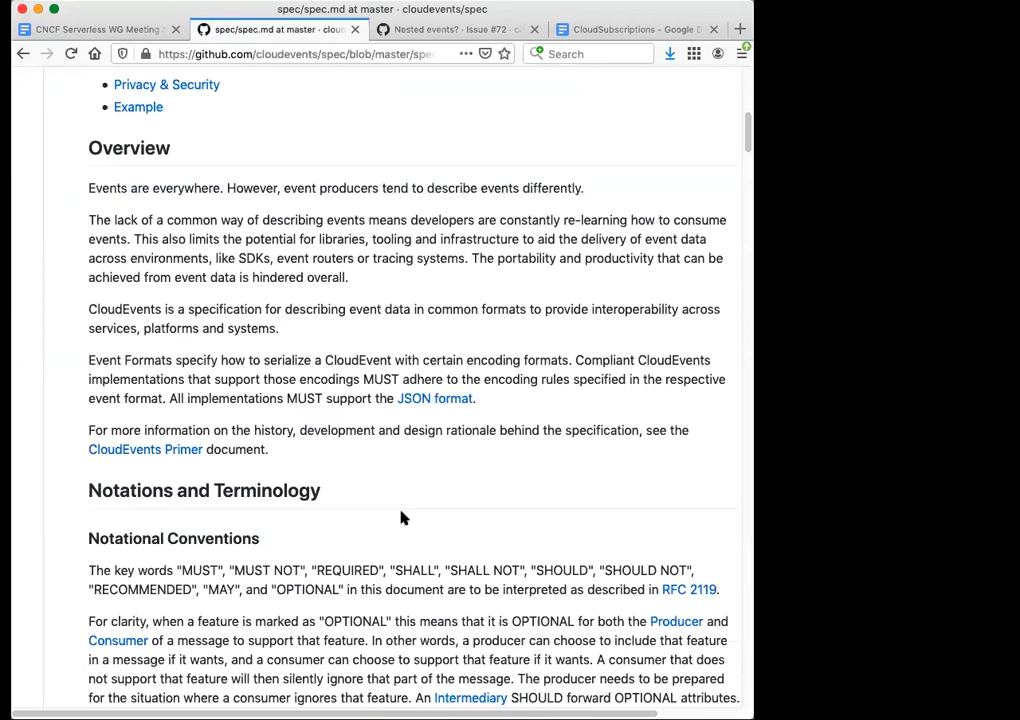 spec/spec.md at master · cloudevents/spec
CNCF Serverless WG Meeting
spec/spec.md at master · clou
Nested events? · Issue #72 · c
CloudSubscriptions - Google D
https://github.com/cloudevents/spec/blob/master/spe
Search
Privacy & Security
Example
Overview
Events are everywhere. However, event producers tend to describe events differently.
The lack of a common way of describing events means developers are constantly re-learning how to consume
events. This also limits the potential for libraries, tooling and infrastructure to aid the delivery of event data
across environments, like SDKs, event routers or tracing systems. The portability and productivity that can be
achieved from event data is hindered overall.
CloudEvents is a specification for describing event data in common formats to provide interoperability across
services, platforms and systems.
Event Formats specify how to serialize a CloudEvent with certain encoding formats. Compliant CloudEvents
implementations that support those encodings MUST adhere to the encoding rules specified in the respective
event format. All implementations MUST support the JSON format.
For more information on the history, development and design rationale behind the specification, see the
CloudEvents Primer document.
Notations and Terminology
Notational Conventions
The key words "MUST", "MUST NOT", "REQUIRED", "SHALL", "SHALL NOT", "SHOULD", "SHOULD NOT",
"RECOMMENDED", "MAY", and "OPTIONAL" in this document are to be interpreted as described in RFC 2119.
For clarity, when a feature is marked as "OPTIONAL" this means that it is OPTIONAL for both the Producer and
Consumer of a message to support that feature. In other words, a producer can choose to include that feature
in a message if it wants, and a consumer can choose to support that feature if it wants. A consumer that does
not support that feature will then silently ignore that part of the message. The producer needs to be prepared
for the situation where a consumer ignores that feature. An Intermediary SHOULD forward OPTIONAL attributes.